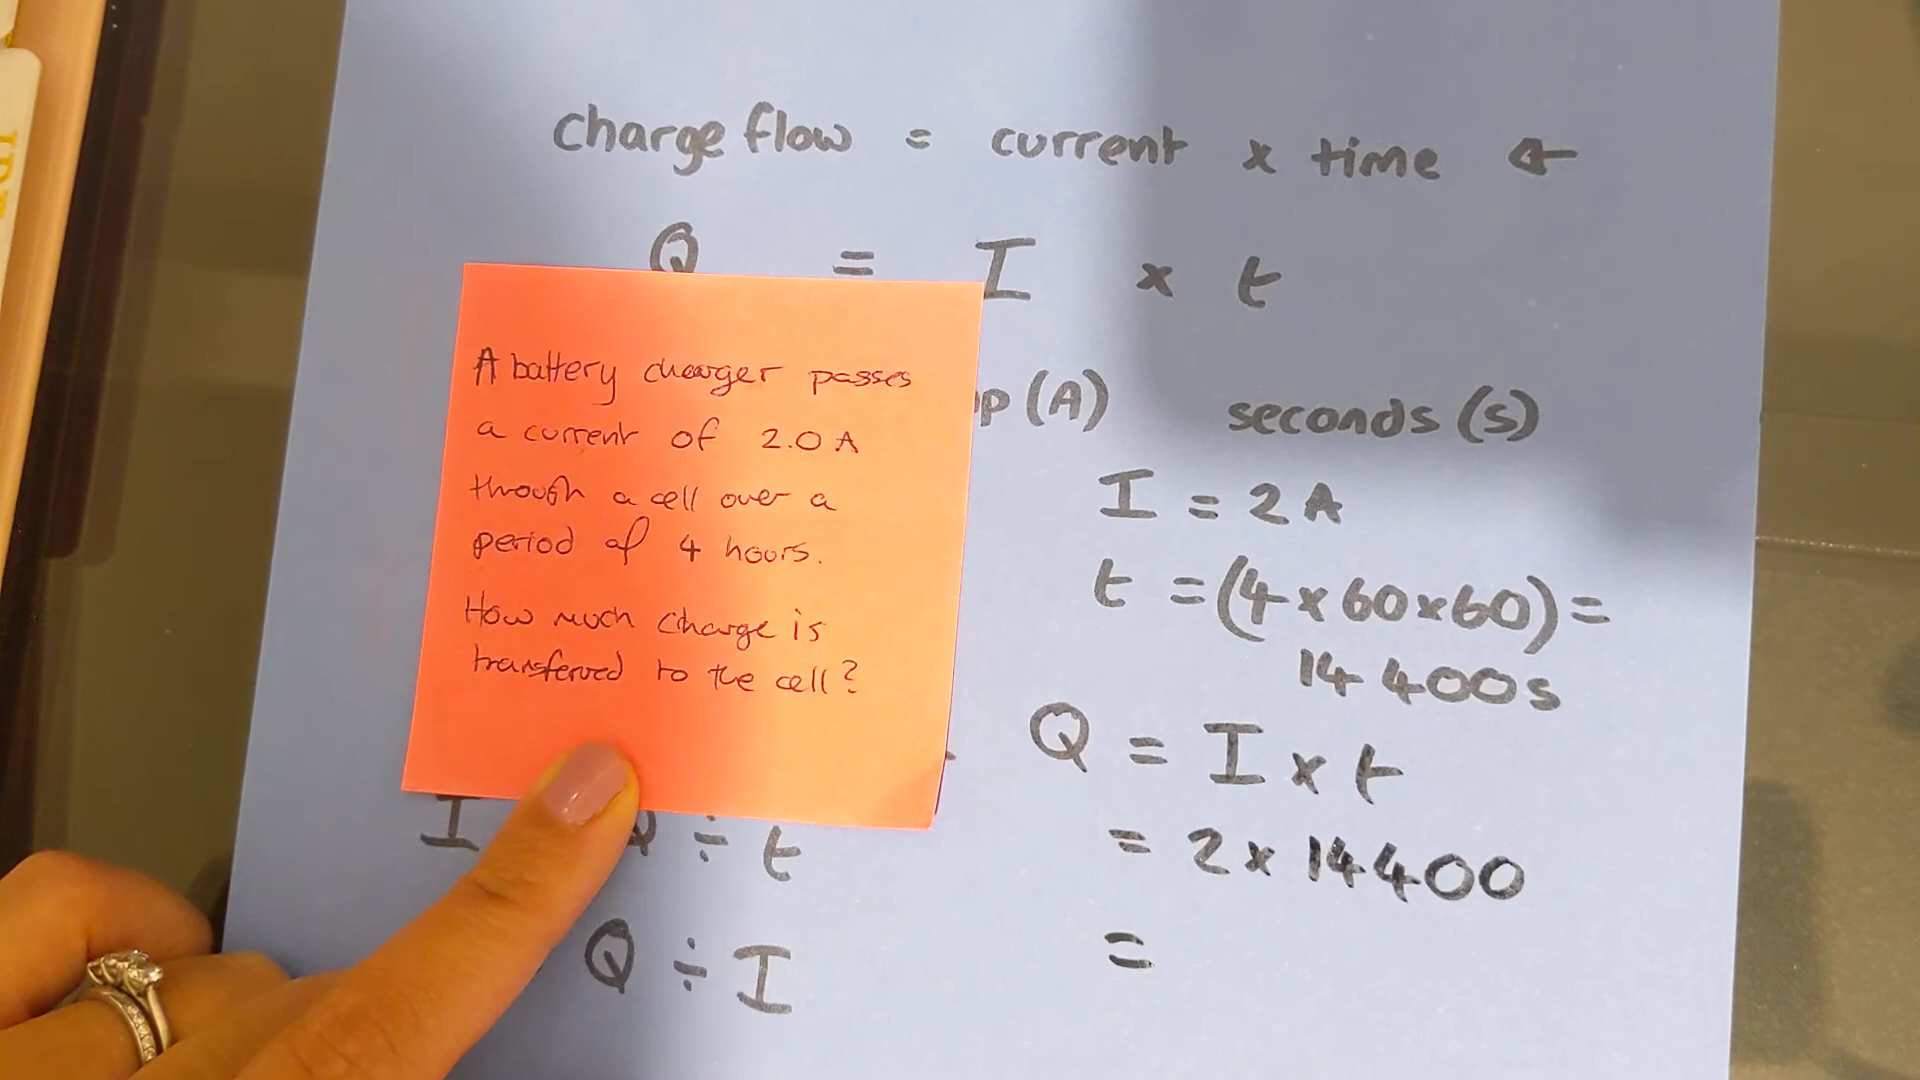 charge flow = current x time ←
Q = I x t
A battery charger passes
a current of 2.0 A
through a cell over a
period of 4 hours.
How much charge is
transferred to the cell?
p (A) seconds (s)
I = 2 A
t = (4 x 60 x 60) =
14 400 s
Q = I x t
= 2 x 14400
=
I Q ÷ t
Q ÷ I